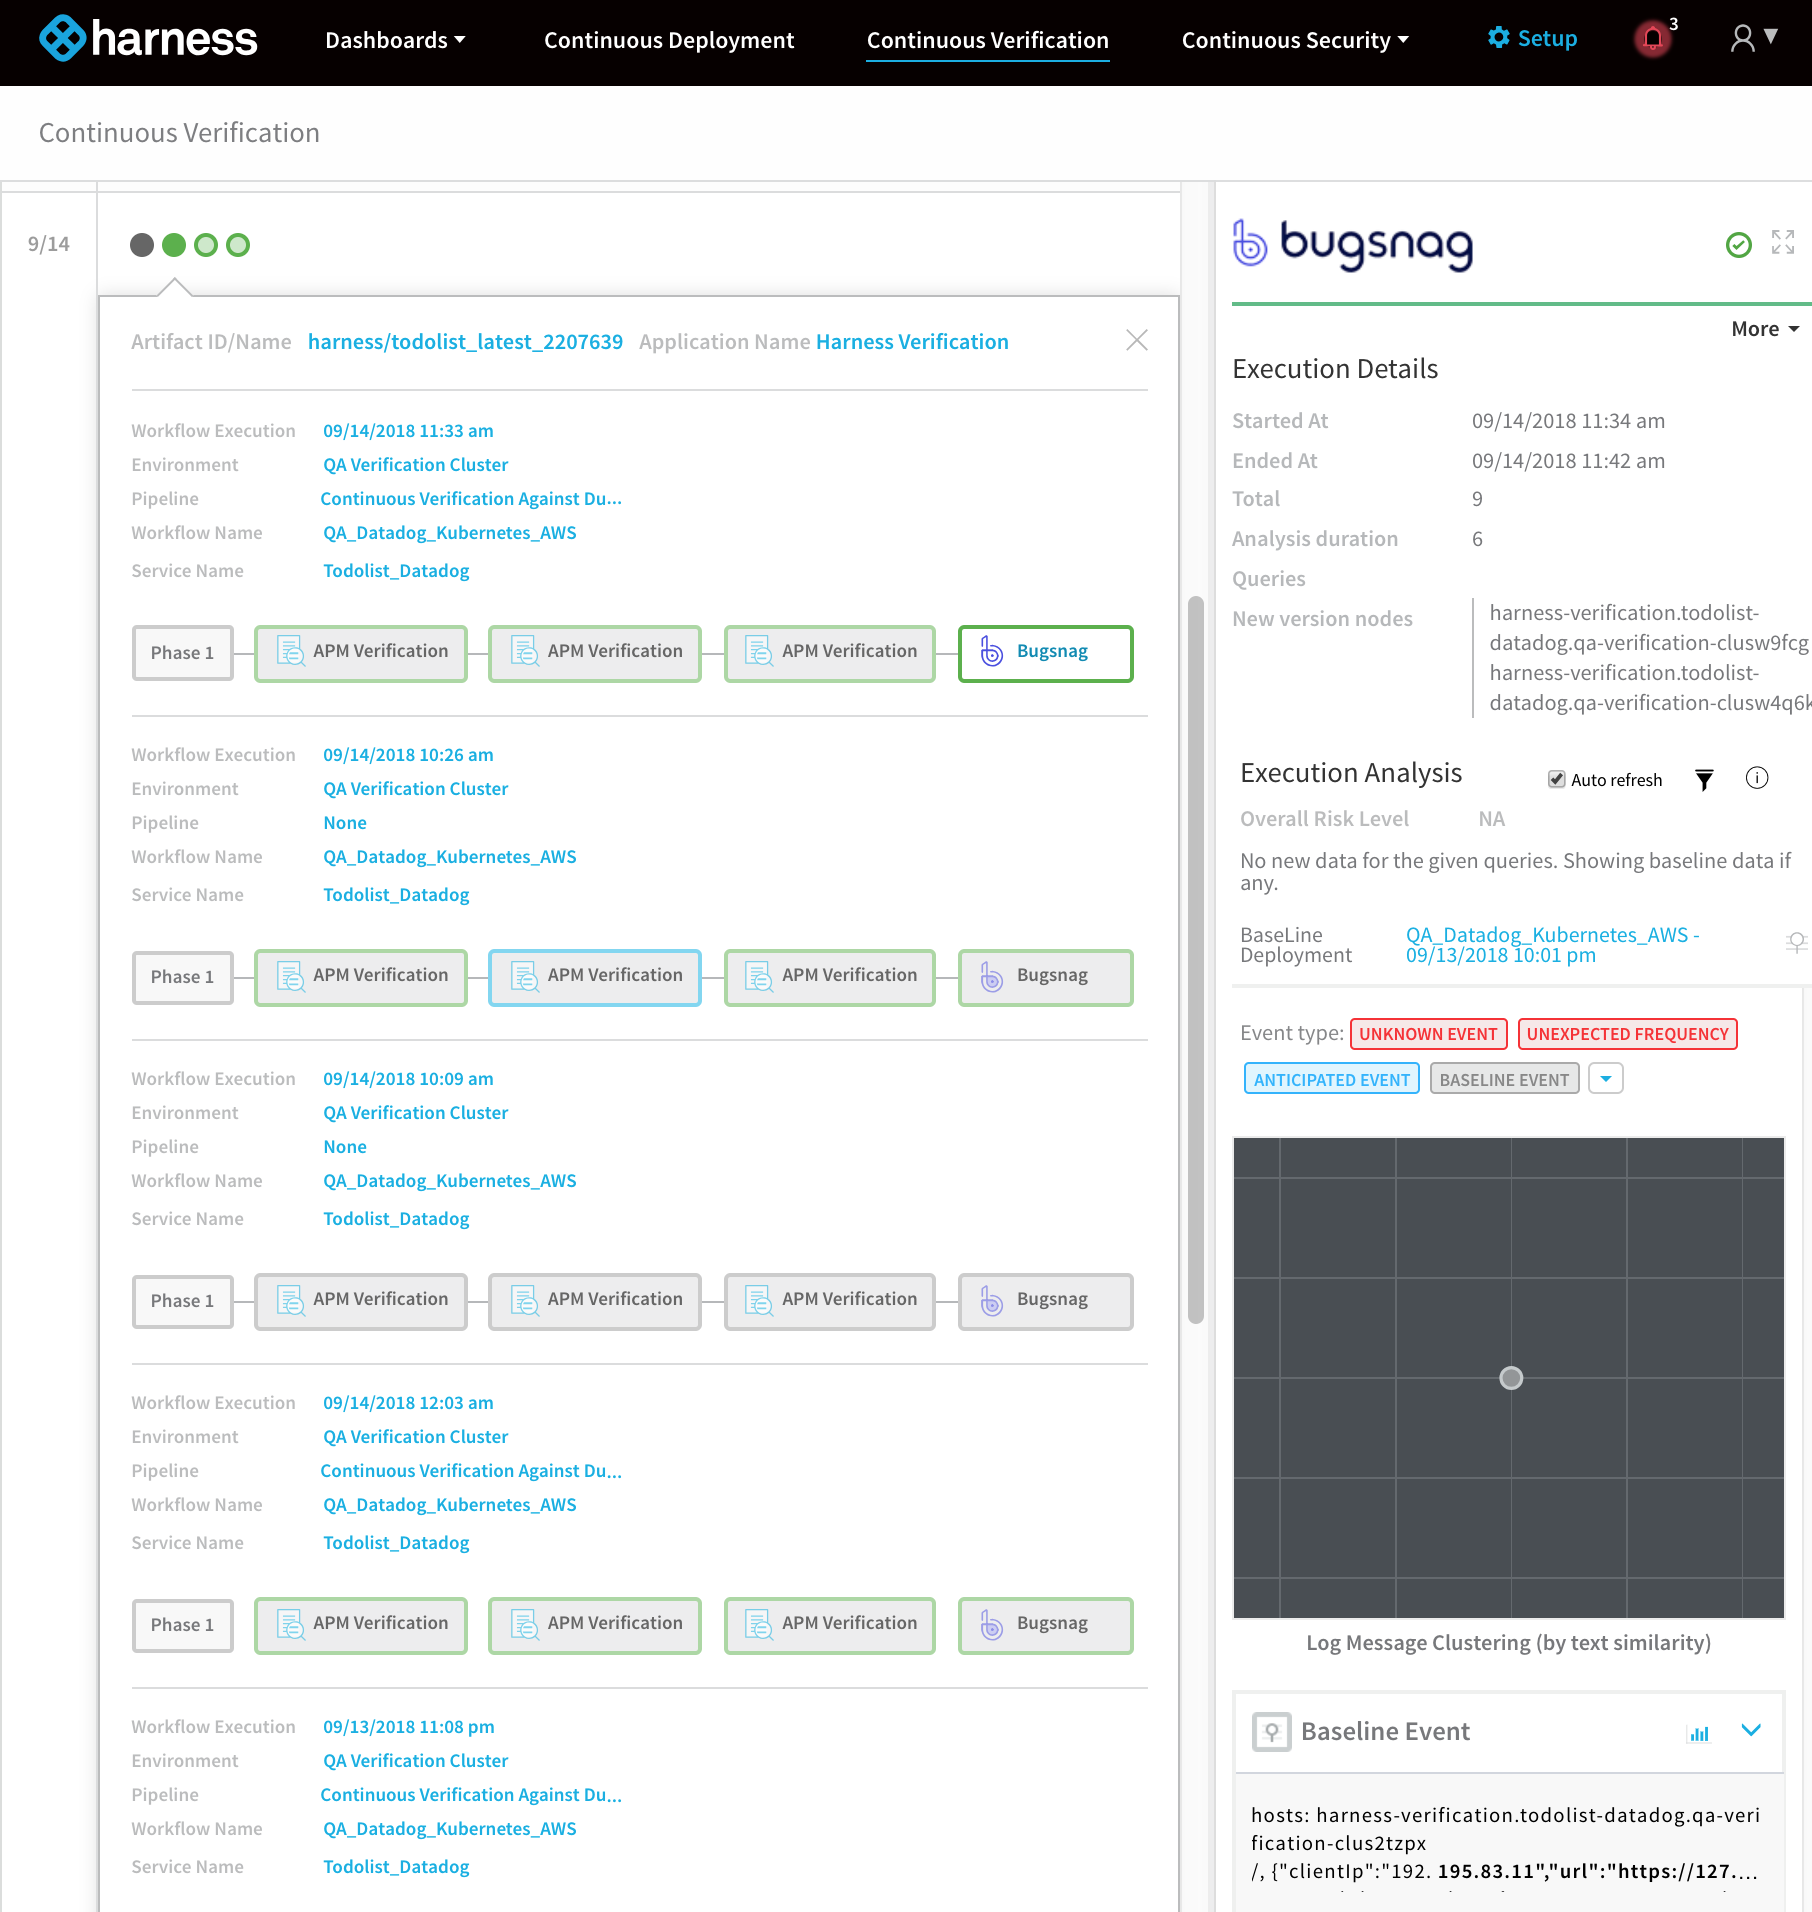 harness
Dashboards
Continuous Deployment
Continuous Verification
Continuous Security
Setup
3
Continuous Verification
9/14
Artifact ID/Name harness/todolist_latest_2207639 Application Name Harness Verification
Workflow Execution 09/14/2018 11:33 am
Environment QA Verification Cluster
Pipeline Continuous Verification Against Du...
Workflow Name QA_Datadog_Kubernetes_AWS
Service Name Todolist_Datadog
Phase 1 APM Verification APM Verification APM Verification Bugsnag
Workflow Execution 09/14/2018 10:26 am
Environment QA Verification Cluster
Pipeline None
Workflow Name QA_Datadog_Kubernetes_AWS
Service Name Todolist_Datadog
Phase 1 APM Verification APM Verification APM Verification Bugsnag
Workflow Execution 09/14/2018 10:09 am
Environment QA Verification Cluster
Pipeline None
Workflow Name QA_Datadog_Kubernetes_AWS
Service Name Todolist_Datadog
Phase 1 APM Verification APM Verification APM Verification Bugsnag
Workflow Execution 09/14/2018 12:03 am
Environment QA Verification Cluster
Pipeline Continuous Verification Against Du...
Workflow Name QA_Datadog_Kubernetes_AWS
Service Name Todolist_Datadog
Phase 1 APM Verification APM Verification APM Verification Bugsnag
Workflow Execution 09/13/2018 11:08 pm
Environment QA Verification Cluster
Pipeline Continuous Verification Against Du...
Workflow Name QA_Datadog_Kubernetes_AWS
Service Name Todolist_Datadog
bugsnag
More
Execution Details
Started At 09/14/2018 11:34 am
Ended At 09/14/2018 11:42 am
Total 9
Analysis duration 6
Queries
New version nodes harness-verification.todolist-
datadog.qa-verification-clusw9fcg
harness-verification.todolist-
datadog.qa-verification-clusw4q6k
Execution Analysis
Auto refresh
Overall Risk Level NA
No new data for the given queries. Showing baseline data if
any.
BaseLine Deployment
QA_Datadog_Kubernetes_AWS -
09/13/2018 10:01 pm
Event type: UNKNOWN EVENT UNEXPECTED FREQUENCY
ANTICIPATED EVENT BASELINE EVENT
Log Message Clustering (by text similarity)
Baseline Event
hosts: harness-verification.todolist-datadog.qa-veri
fication-clus2tzpx
/, {"clientIp":"192. 195.83.11","url":"https://127....